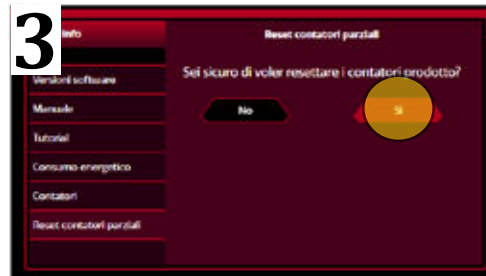 3
Info
Reset contatori parziali
Sei sicuro di voler resettare i contatori prodotto?
Versioni software
No
Si
Manuale
Tutorial
Consumo energetico
Contatori
Reset contatori parziali